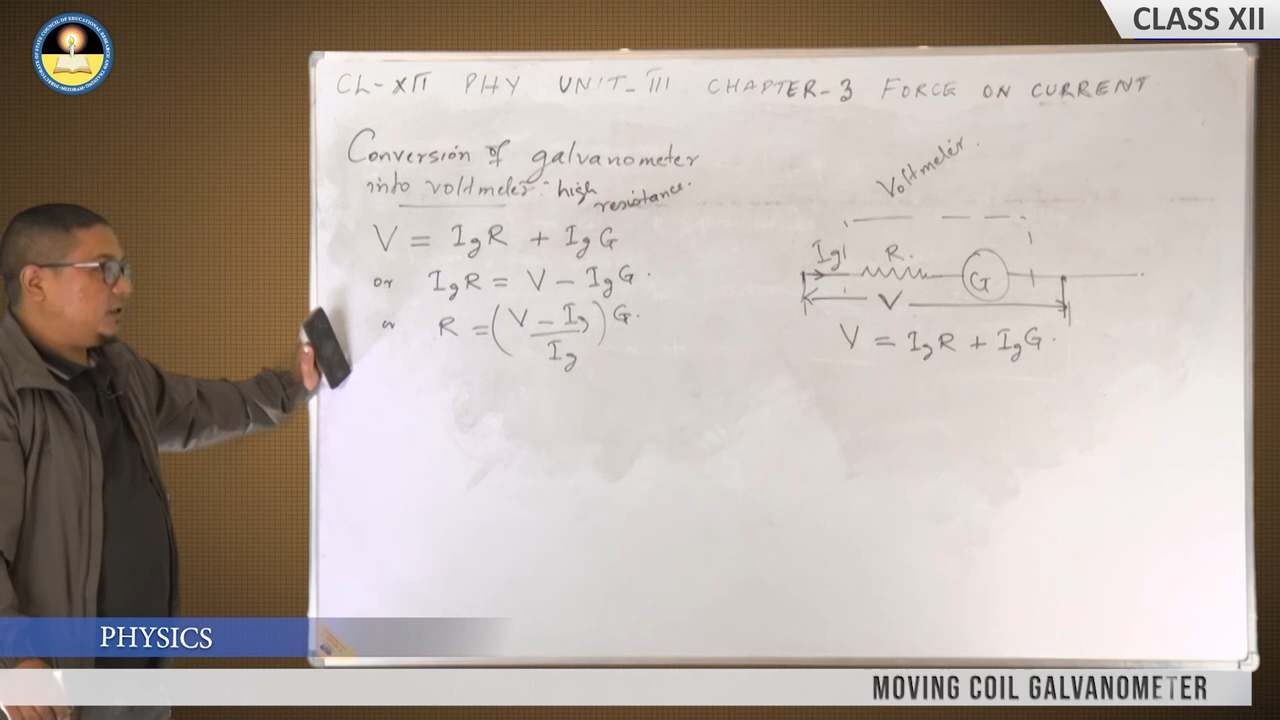 CLASS XII
CL-XII PHY UNIT-III CHAPTER-3 FORCE ON CURRENT
Conversion of galvanometer
into voltmeter: high resistance.
V = IgR + IgG
or IgR = V - IgG.
or R = (V - Ig / Ig) G.
Voltmeter.
Ig R. G
V
V = IgR + IgG.
PHYSICS
MOVING COIL GALVANOMETER